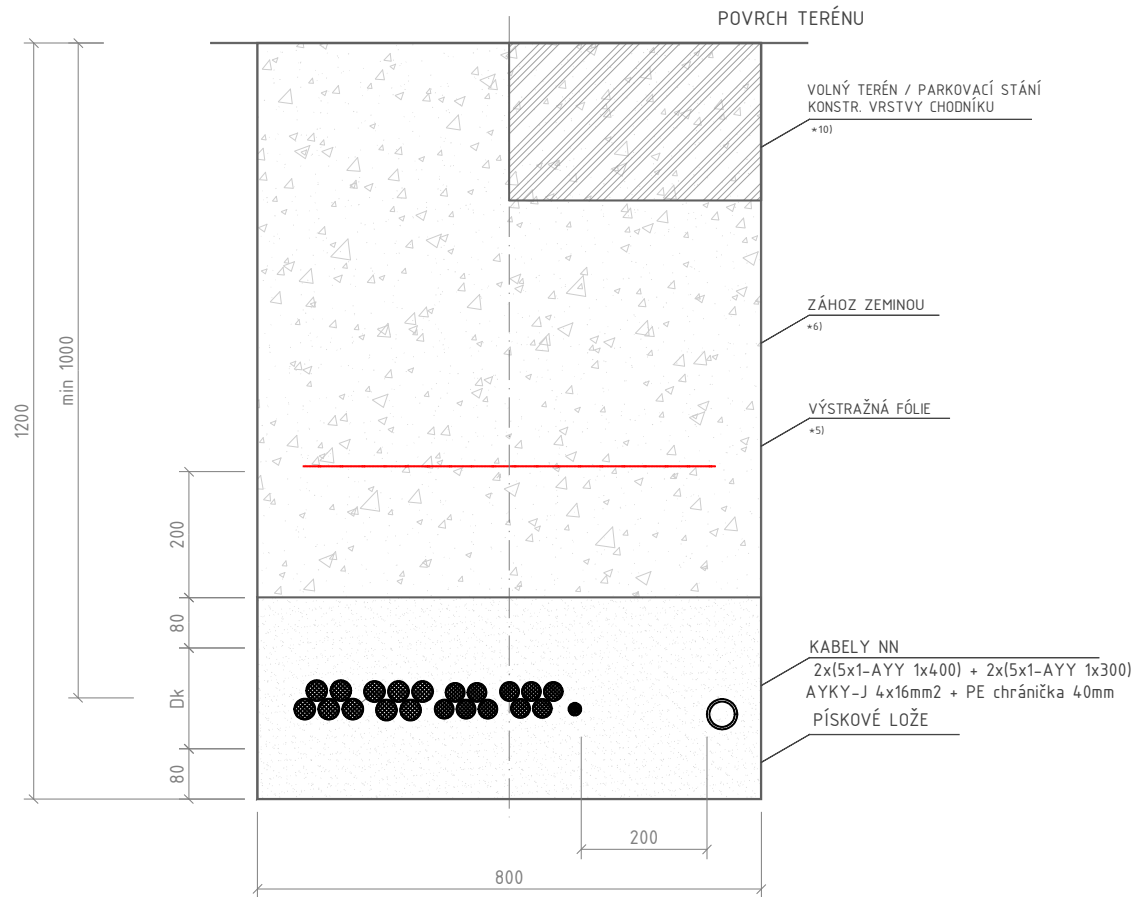 POVRCH TERÉNU
VOLNÝ TERÉN / PARKOVACÍ STÁNÍ
KONSTR. VRSTVY CHODNÍKU
*10)
ZÁHOZ ZEMINOU
*6)
VÝSTRAŽNÁ FÓLIE
*5)
1200
min 1000
200
80
Dk
80
KABELY NN
2x(5x1-AYY 1x400) + 2x(5x1-AYY 1x300)
AYKY-J 4x16mm2 + PE chránička 40mm
PÍSKOVÉ LOŽE
200
800